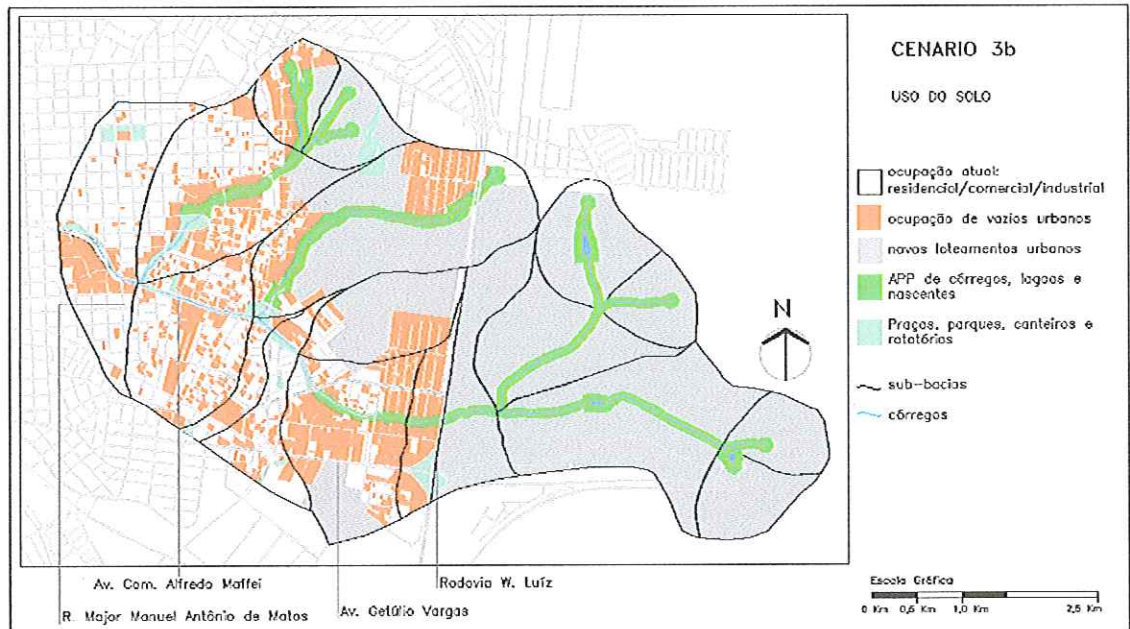 CENARIO 3b
USO DO SOLO
ocupação atual:
residencial/comercial/industrial
ocupação de vazios urbanos
novos loteamentos urbanos
APP de córregos, lagoas e
nascentes
Praças, parques, canteiros e
rotatórias
sub-bacias
córregos
N
Av. Com. Alfredo Maffei
Rodovia W. Luíz
R. Major Manuel Antônio de Matos
Av. Getúlio Vargas
Escala Gráfica
0 Km 0,5 Km 1,0 Km 2,5 Km